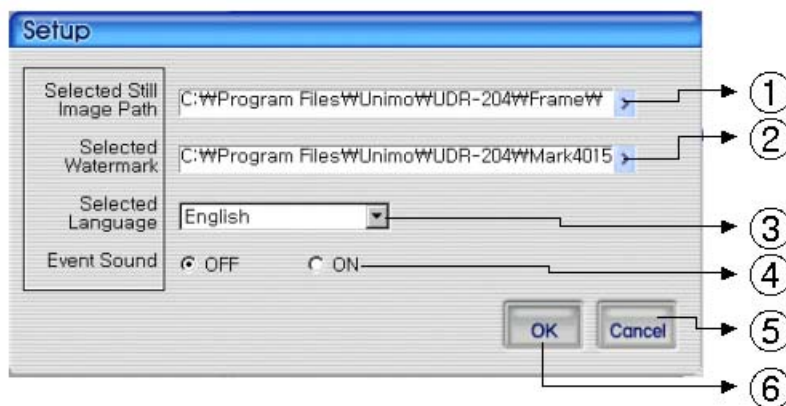 Setup
Selected Still
Image Path
C:₩Program Files₩Unimo₩UDR-204₩Frame₩
①
Selected
Watermark
C:₩Program Files₩Unimo₩UDR-204₩Mark4015
②
Selected
Language
English
③
Event Sound
OFF ON
④
OK Cancel
⑤
⑥